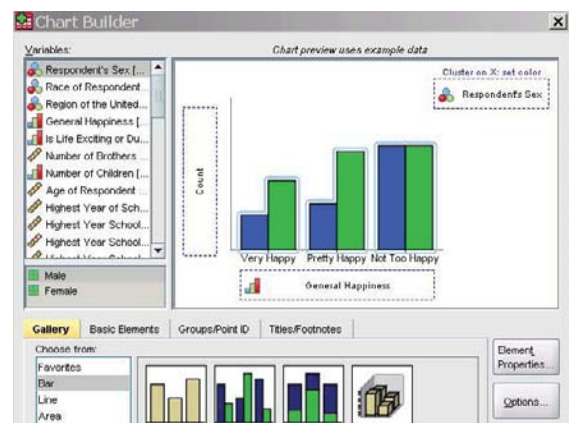 Chart Builder
Variables:
Chart preview uses example data
Respondent's Sex [...
Race of Respondent...
Region of the United...
General Happiness [...
Is Life Exciting or Du...
Number of Brothers ...
Number of Children [...
Age of Respondent ...
Highest Year of Sch...
Highest Year School...
Highest Year School...
Male
Female
Cluster on X: set color
Respondent's Sex
Count
Very Happy Pretty Happy Not Too Happy
General Happiness
Gallery Basic Elements Groups/Point ID Titles/Footnotes
Choose from:
Favorites
Bar
Line
Area
Element
Properties...
Options...